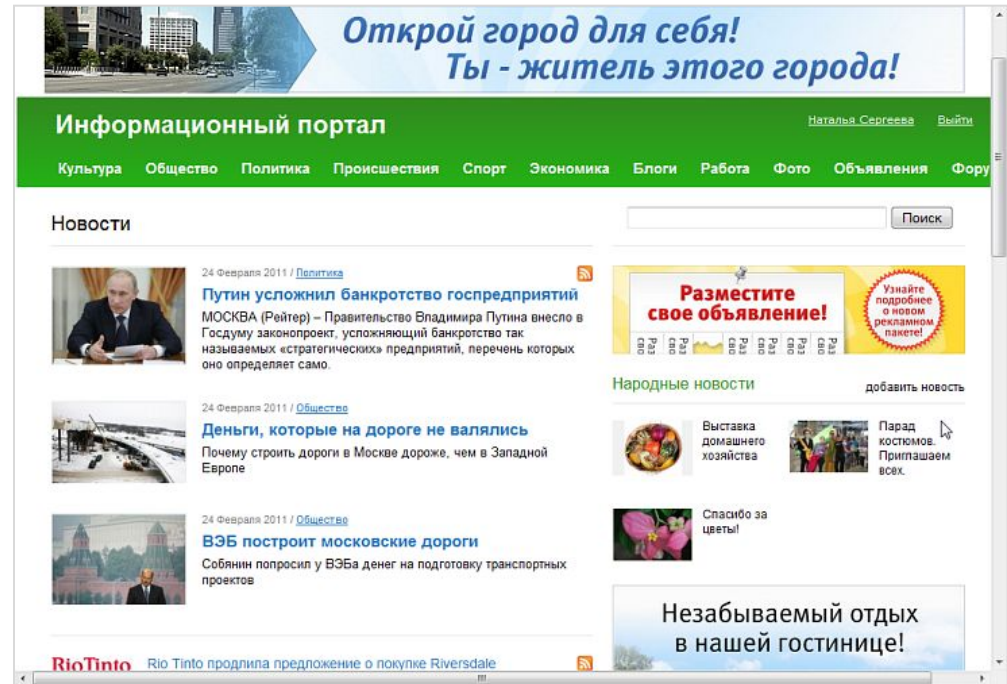 Открой город для себя!
Ты - житель этого города!
Информационный портал
Наталья Сергеева Выйти
Культура Общество Политика Происшествия Спорт Экономика Блоги Работа Фото Объявления Фору
Новости
Поиск
24 Февраля 2011 / Политика
Путин усложнил банкротство госпредприятий
МОСКВА (Рейтер) – Правительство Владимира Путина внесло в
Госдуму законопроект, усложняющий банкротство так
называемых «стратегических» предприятий, перечень которых
оно определяет само.
24 Февраля 2011 / Общество
Деньги, которые на дороге не валялись
Почему строить дороги в Москве дороже, чем в Западной
Европе
24 Февраля 2011 / Общество
ВЭБ построит московские дороги
Собянин попросил у ВЭБа денег на подготовку транспортных
проектов
RioTinto
Rio Tinto продлила предложение о покупке Riversdale
Разместите
свое объявление!
Узнайте
подробнее
о новом
рекламном
пакете!
Народные новости
добавить новость
Выставка
домашнего
хозяйства
Парад
костюмов.
Приглашаем
всех.
Спасибо за
цветы!
Незабываемый отдых
в нашей гостинице!